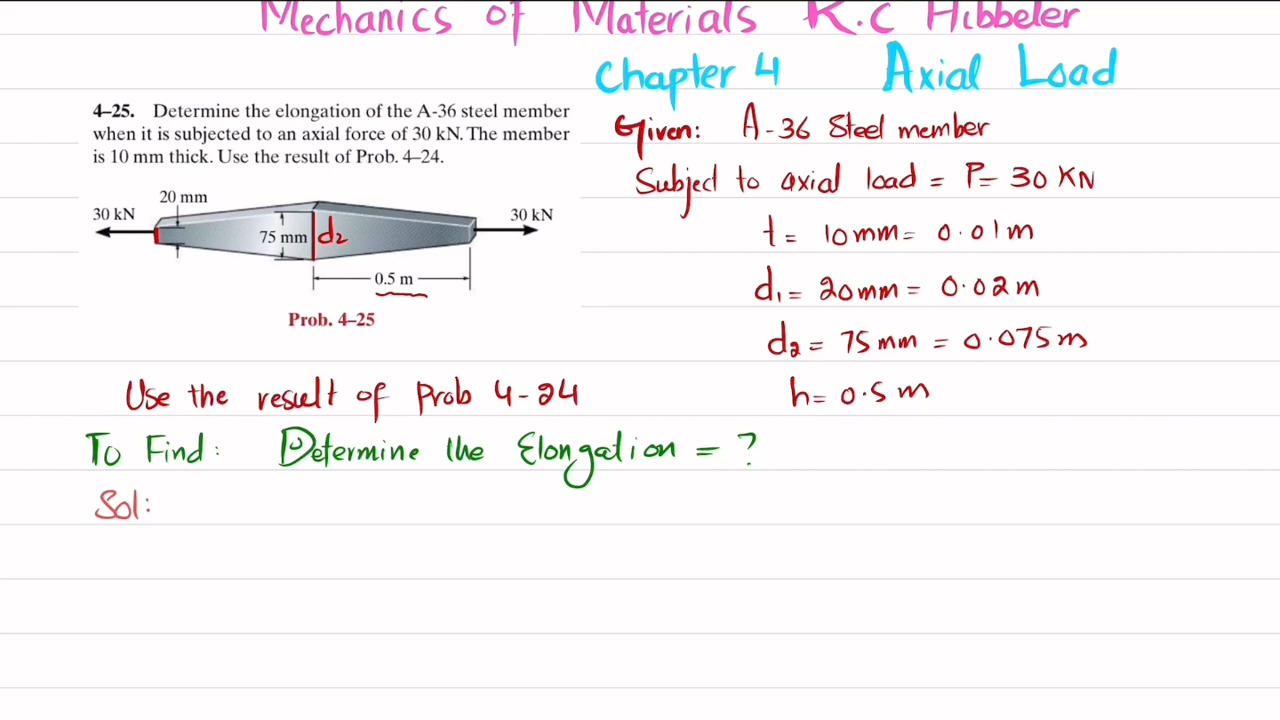 Mechanics of Materials R.C Hibbeler
Chapter 4 Axial Load
4–25. Determine the elongation of the A-36 steel member
when it is subjected to an axial force of 30 kN. The member
is 10 mm thick. Use the result of Prob. 4–24.
20 mm
30 kN
30 kN
75 mm
d2
0.5 m
Prob. 4–25
Given: A-36 Steel member
Subjed to axial load = P= 30 KN
t = 10mm = 0.01m
d1 = 20mm = 0.02m
d2 = 75mm = 0.075m
h = 0.5 m
Use the result of Prob 4-24
To Find: Determine the Elongation = ?
Sol: